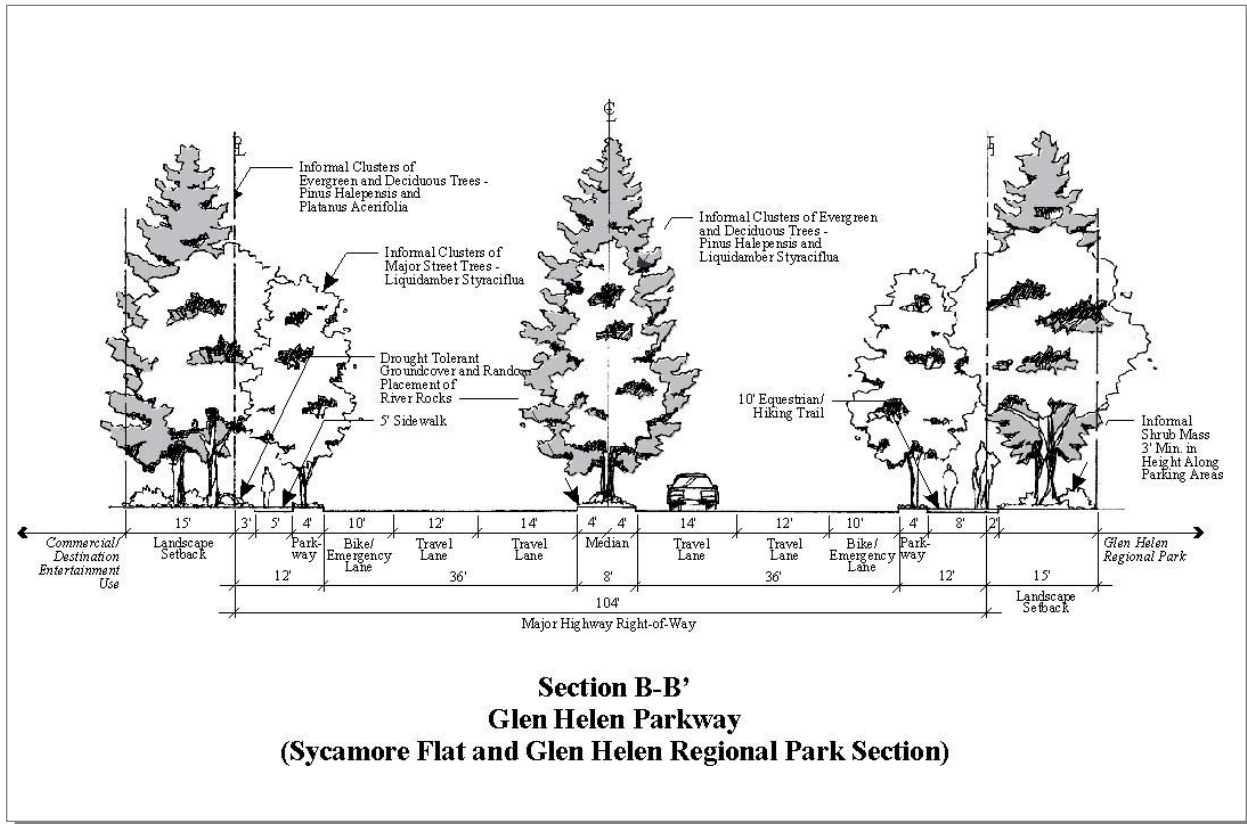 Informal Clusters of
Evergreen and Deciduous Trees -
Pinus Halepensis and
Platanus Acerifolia
Informal Clusters of Evergreen
and Deciduous Trees -
Pinus Halepensis and
Liquidamber Styraciflua
Informal Clusters of
Major Street Trees -
Liquidamber Styraciflua
Drought Tolerant
Groundcover and Rando
Placement of
River Rocks
5' Sidewalk
10' Equestrian/
Hiking Trail
Informal
Shrub Mass
3' Min. in
Height Along
Parking Areas
15' 3' 5' 4' 10' 12' 14' 4' 4' 14' 12' 10' 4' 8' 2'
Commercial/
Destination
Entertainment
Use
Landscape
Setback
Park-
way
Bike/
Emergency
Lane
Travel
Lane
Travel
Lane
Median
Travel
Lane
Travel
Lane
Bike/
Emergency
Lane
Park-
way
Glen Helen
Regional Park
12' 36' 8' 36' 12' 15'
Landscape
Setback
104'
Major Highway Right-of-Way
Section B-B’
Glen Helen Parkway
(Sycamore Flat and Glen Helen Regional Park Section)